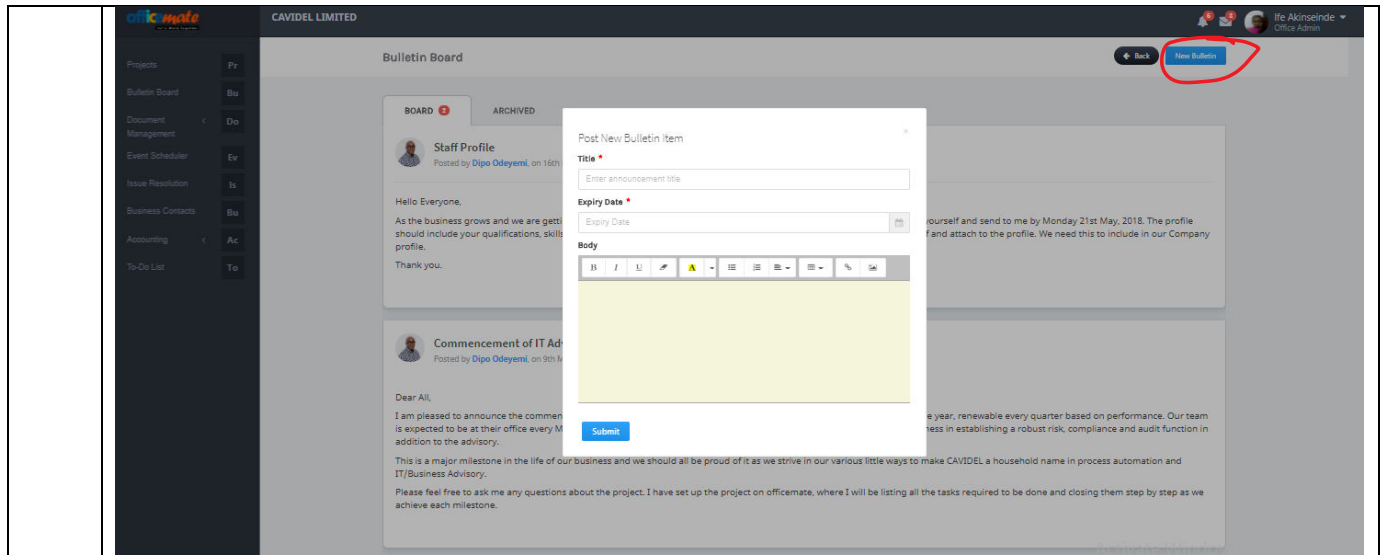 officemate
CAVIDEL LIMITED
6
2
Ife Akinseinde
Office Admin
Projects
Pr
Bulletin Board
Bu
Document Management
Do
Event Scheduler
Ev
Issue Resolution
Is
Business Contacts
Bu
Accounting
Ac
To-Do List
To
Bulletin Board
Back
New Bulletin
BOARD 2
ARCHIVED
Staff Profile
Posted by Dipo Odeyemi, on 16th
Hello Everyone,
As the business grows and we are getti
yourself and send to me by Monday 21st May, 2018. The profile
should include your qualifications, skills
and attach to the profile. We need this to include in our Company
profile.
Thank you.
Commencement of IT Ad
Posted by Dipo Odeyemi, on 9th M
Dear All,
I am pleased to announce the commen
e year, renewable every quarter based on performance. Our team
is expected to be at their office every M
ness in establishing a robust risk, compliance and audit function in
addition to the advisory.
This is a major milestone in the life of our business and we should all be proud of it as we strive in our various little ways to make CAVIDEL a household name in process automation and
IT/Business Advisory.
Please feel free to ask me any questions about the project. I have set up the project on officemate, where I will be listing all the tasks required to be done and closing them step by step as we
achieve each milestone.
Post New Bulletin Item
×
Title *
Enter announcement title
Expiry Date *
Expiry Date
Body
B I U A
Submit